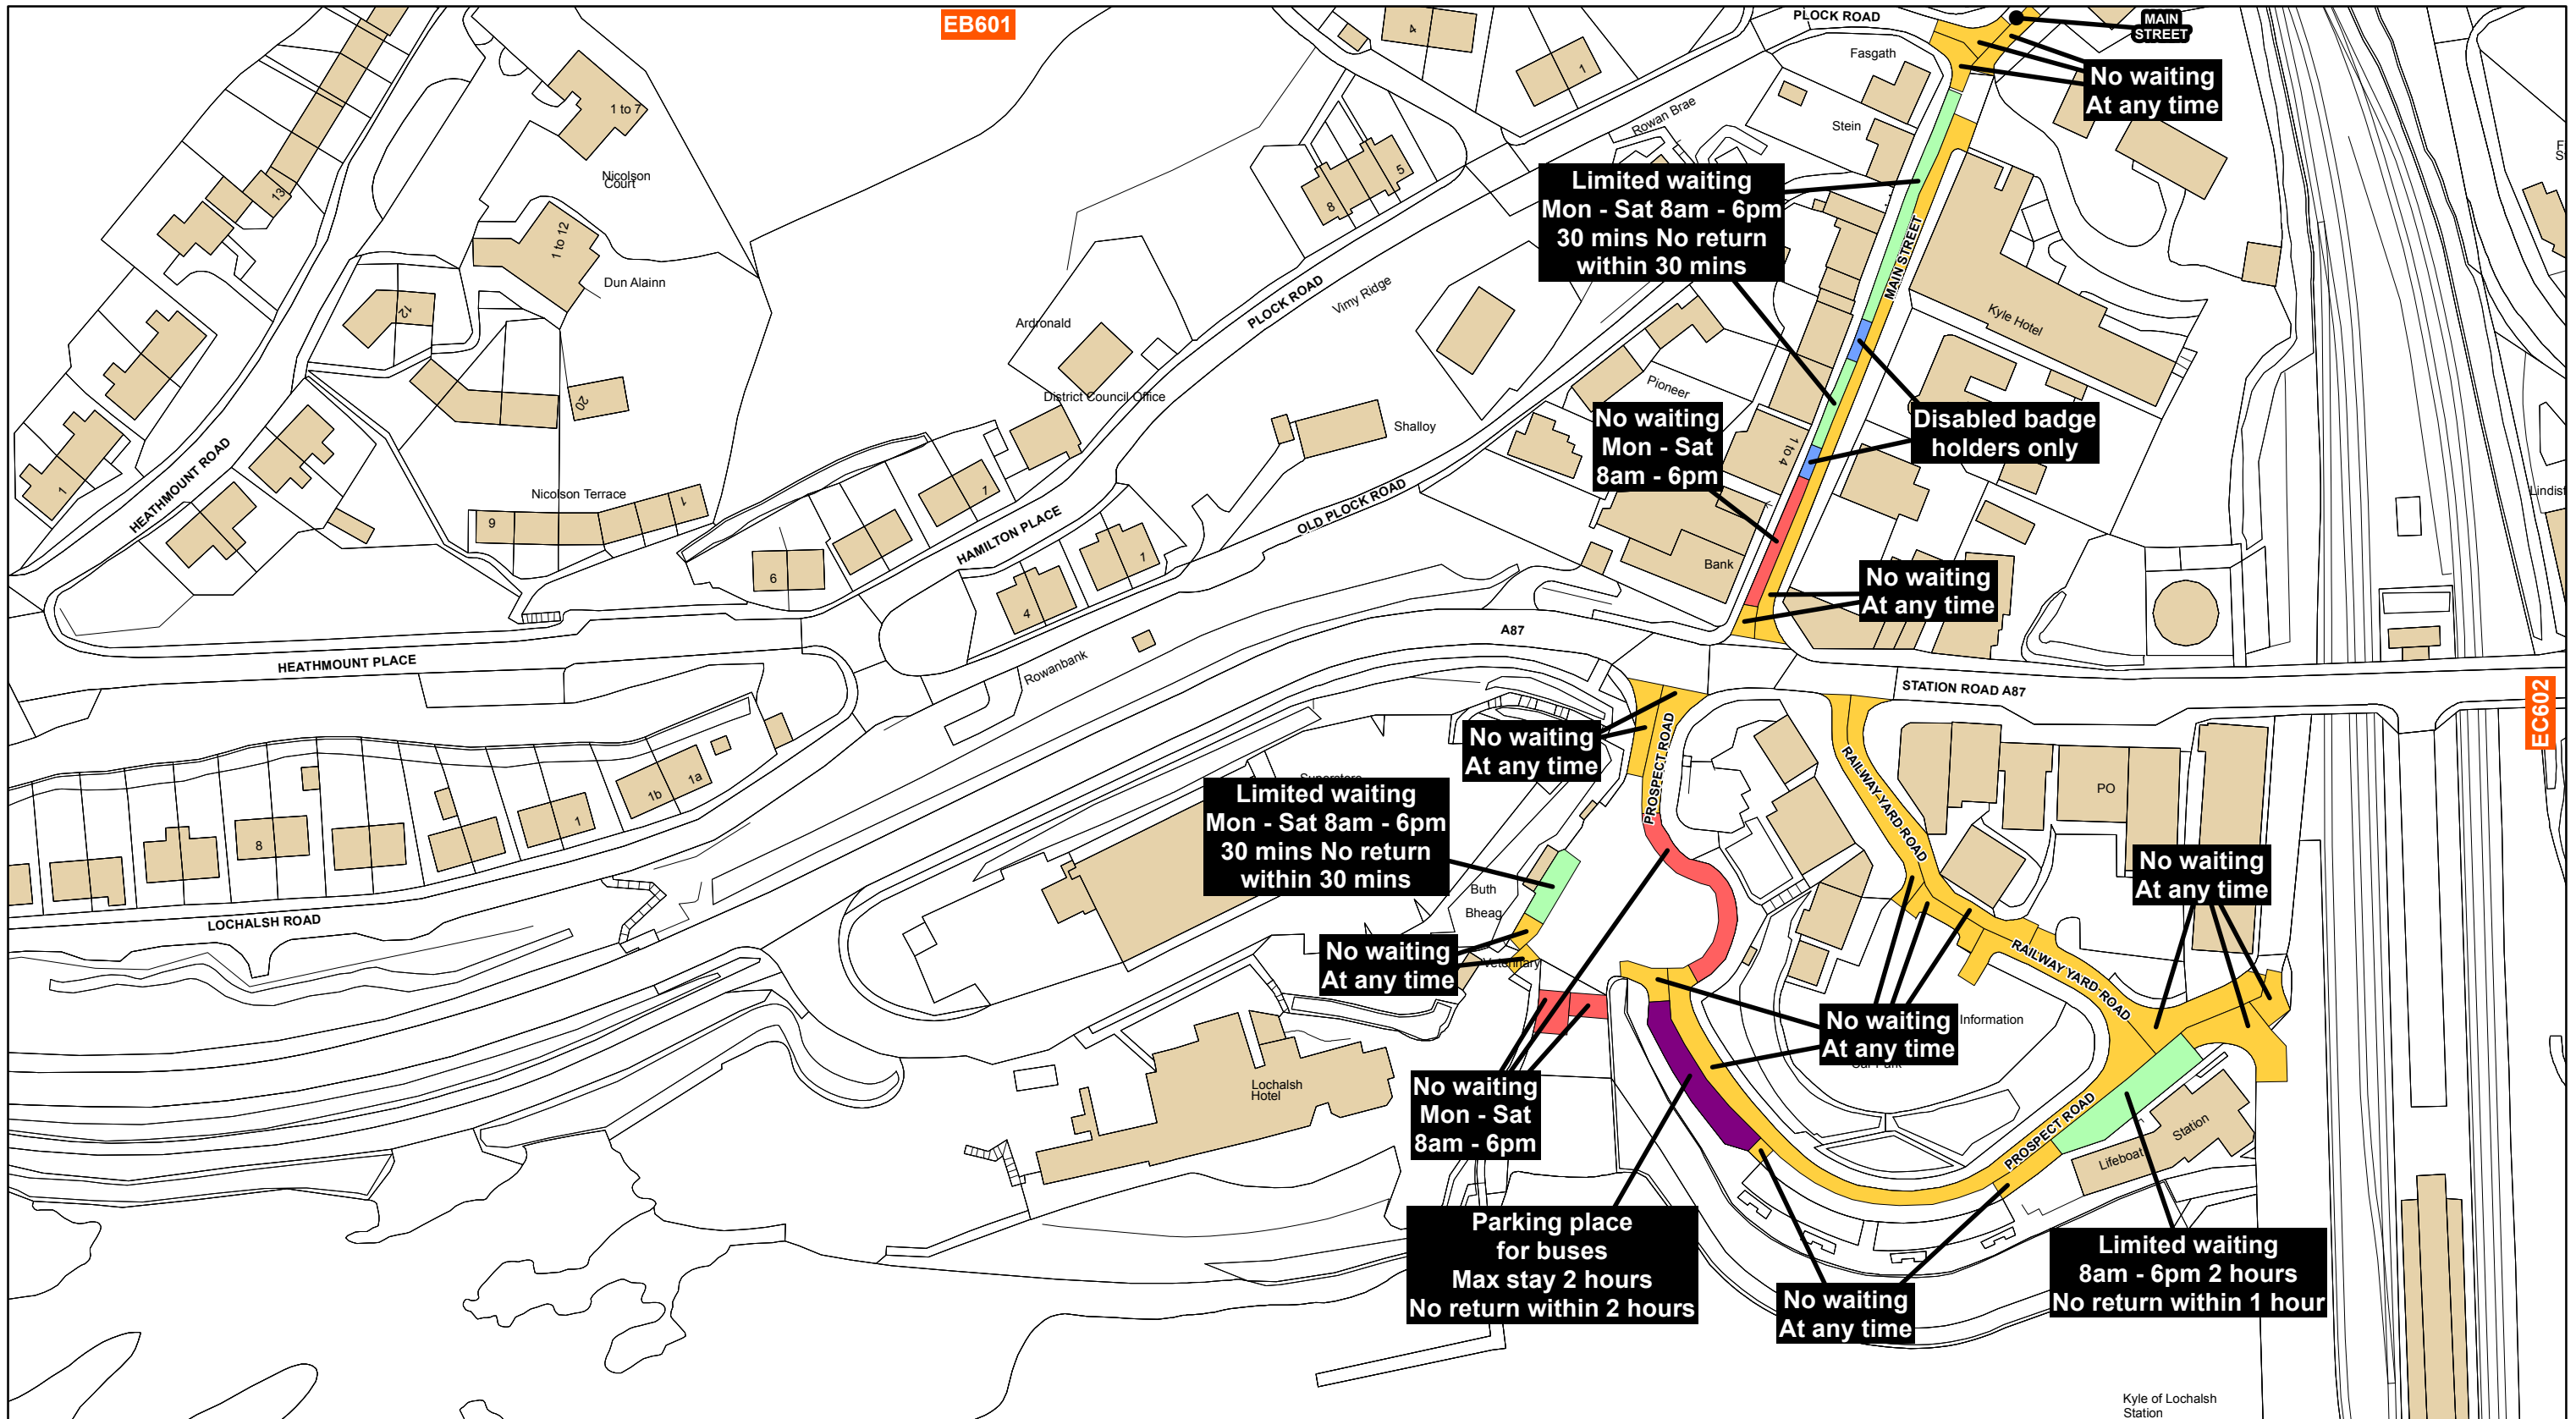 EB601
PLOCK ROAD
MAIN
STREET
4
1
Fasgath
No waiting
At any time
1 to 7
Rowan Brae
Stein
Nicolson
Court
13
8
5
Limited waiting
Mon - Sat 8am - 6pm
30 mins No return
within 30 mins
1 to 12
Dun Alainn
MAIN STREET
Kyle Hotel
12
Ardronald
PLOCK ROAD
Vimy Ridge
Pioneer
District Council Office
20
Shalloy
No waiting
Mon - Sat
8am - 6pm
1 to 4
Disabled badge
holders only
HEATHMOUNT ROAD
1
Nicolson Terrace
9
1
1
HAMILTON PLACE
OLD PLOCK ROAD
Bank
No waiting
At any time
6
1
4
A87
HEATHMOUNT PLACE
Rowanbank
STATION ROAD A87
EC602
No waiting
At any time
PROSPECT ROAD
RAILWAY YARD ROAD
PO
1b
1a
1
8
Limited waiting
Mon - Sat 8am - 6pm
30 mins No return
within 30 mins
No waiting
At any time
Buth
Bheag
LOCHALSH ROAD
No waiting
At any time
Veterinary
RAILWAY YARD ROAD
No waiting
At any time
Information
Car Park
Lochalsh
Hotel
No waiting
Mon - Sat
8am - 6pm
PROSPECT ROAD
Lifeboat
Station
Parking place
for buses
Max stay 2 hours
No return within 2 hours
No waiting
At any time
Limited waiting
8am - 6pm 2 hours
No return within 1 hour
Kyle of Lochalsh
Station